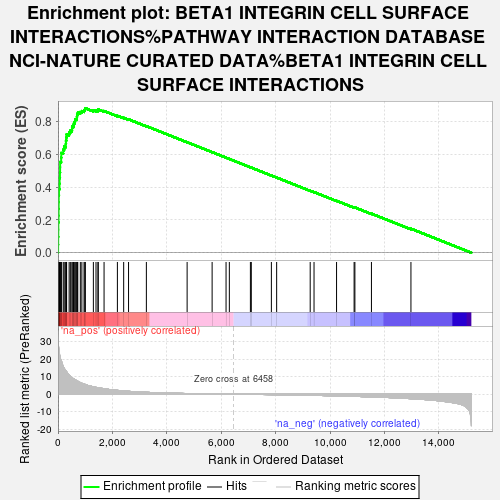 Enrichment plot: BETA1 INTEGRIN CELL SURFACE
INTERACTIONS%PATHWAY INTERACTION DATABASE
NCI-NATURE CURATED DATA%BETA1 INTEGRIN CELL
SURFACE INTERACTIONS
Enrichment score (ES)
0.8
0.6
0.4
0.2
0.0
'na_pos' (positively correlated)
Ranked list metric (PreRanked)
30
20
10
0
-10
-20
Zero cross at 6458
'na_neg' (negatively correlated)
0
2,000
4,000
6,000
8,000
10,000
12,000
14,000
Rank in Ordered Dataset
Enrichment profile
Hits
Ranking metric scores